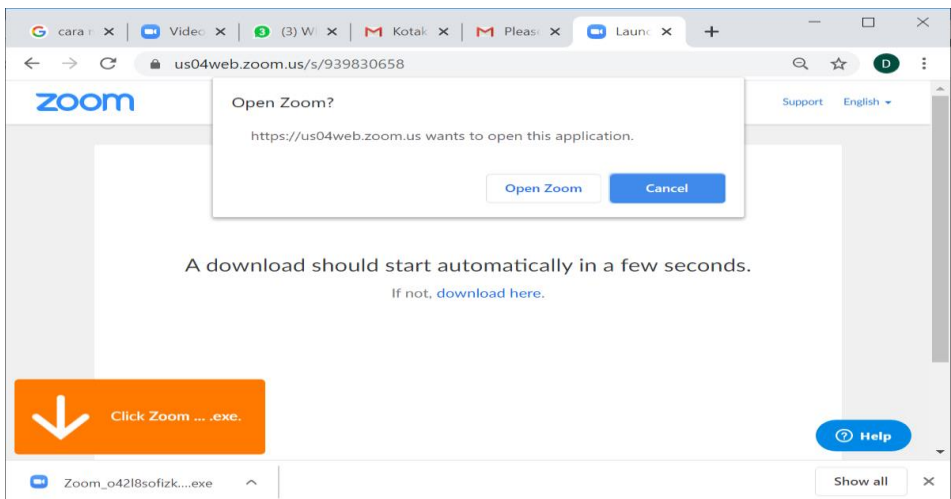 cara r
Video
(3) W
Kotak
Pleas
Launc
us04web.zoom.us/s/939830658
D
zoom
Support English
Open Zoom?
https://us04web.zoom.us wants to open this application.
Open Zoom Cancel
A download should start automatically in a few seconds.
If not, download here.
Click Zoom ... .exe.
Help
Zoom_o42l8sofizk....exe
Show all